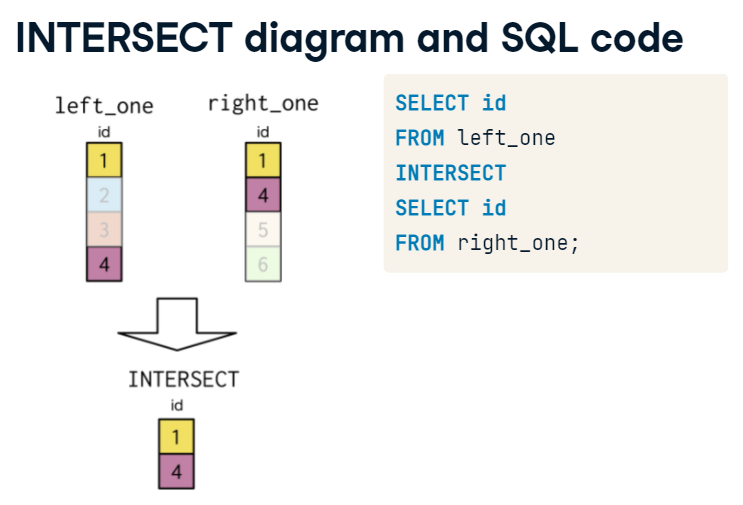 INTERSECT diagram and SQL code
left_one
id
1
2
3
4
right_one
id
1
4
5
6
INTERSECT
id
1
4
SELECT id
FROM left_one
INTERSECT
SELECT id
FROM right_one;